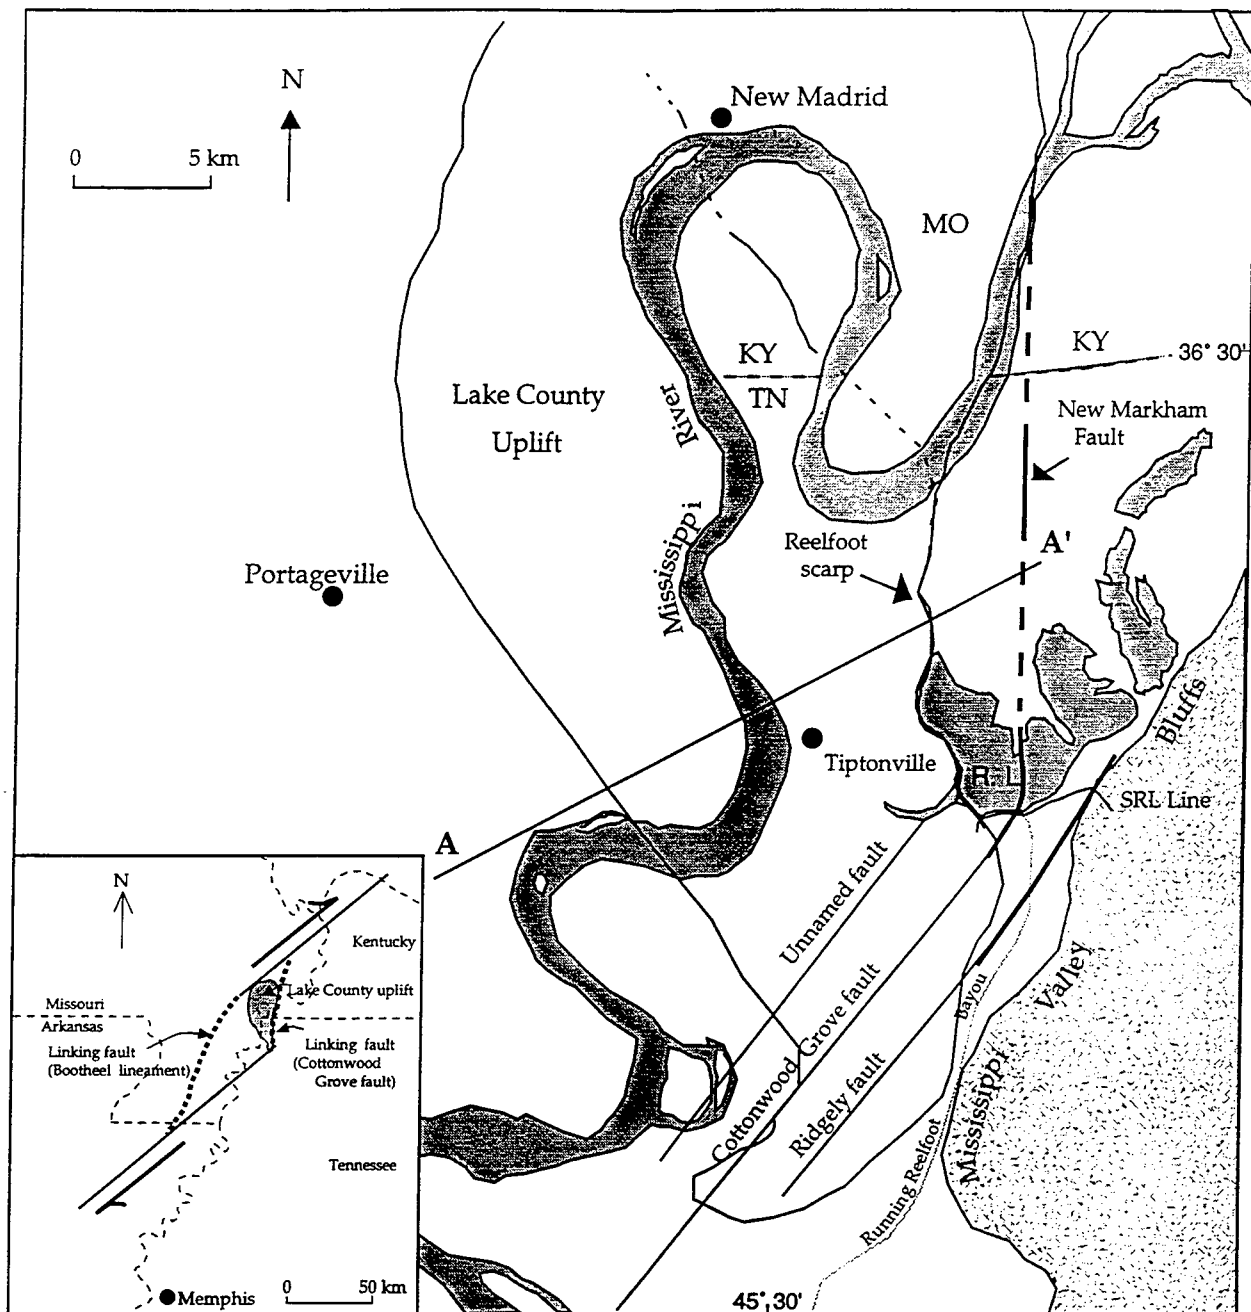 N
New Madrid
0 5 km
MO
KY
TN
KY
36° 30'
Lake County
Uplift
River
Mississippi
New Markham
Fault
Reelfoot
scarp
A'
Portageville
Tiptonville
R L
Bluffs
SRL Line
A
Unnamed fault
Cottonwood Grove fault
Ridgely fault
Bayou
Running Reelfoot
Valley
Mississippi
45°,30'
N
Kentucky
Lake County uplift
Missouri
Arkansas
Linking fault
(Bootheel lineament)
Linking fault
(Cottonwood
Grove fault)
Tennessee
Memphis
0 50 km